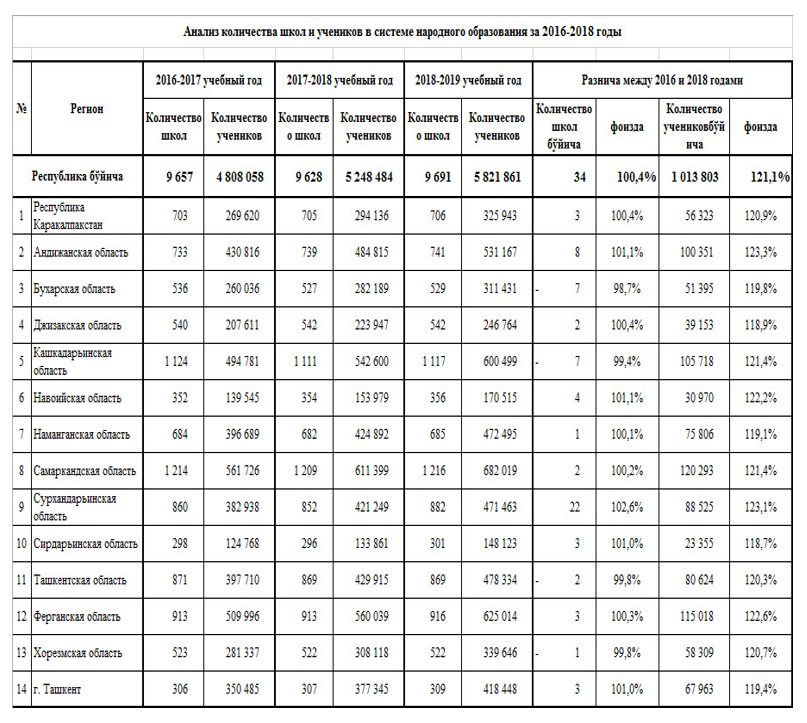 Анализ количества школ и учеников в системе народного образования за 2016-2018 годы
№ Регион 2016-2017 учебный год 2017-2018 учебный год 2018-2019 учебный год Разнича между 2016 и 2018 годами
Количество школ Количество учеников Количеств о школ Количество учеников Количеств о школ Количество учеников Количество школ бўйича фоизда Количество учениковбўй ича фоизда
Республика бўйича 9 657 4 808 058 9 628 5 248 484 9 691 5 821 861 34 100,4% 1 013 803 121,1%
1 Республика Каракалпакстан 703 269 620 705 294 136 706 325 943 3 100,4% 56 323 120,9%
2 Андижанская область 733 430 816 739 484 815 741 531 167 8 101,1% 100 351 123,3%
3 Бухарская область 536 260 036 527 282 189 529 311 431 - 7 98,7% 51 395 119,8%
4 Джизакская область 540 207 611 542 223 947 542 246 764 2 100,4% 39 153 118,9%
5 Кашкадарьинская область 1 124 494 781 1 111 542 600 1 117 600 499 - 7 99,4% 105 718 121,4%
6 Навоийская область 352 139 545 354 153 979 356 170 515 4 101,1% 30 970 122,2%
7 Наманганская область 684 396 689 682 424 892 685 472 495 1 100,1% 75 806 119,1%
8 Самаркандская область 1 214 561 726 1 209 611 399 1 216 682 019 2 100,2% 120 293 121,4%
9 Сурхандарьинская область 860 382 938 852 421 249 882 471 463 22 102,6% 88 525 123,1%
10 Сирдарьинская область 298 124 768 296 133 861 301 148 123 3 101,0% 23 355 118,7%
11 Ташкентская область 871 397 710 869 429 915 869 478 334 - 2 99,8% 80 624 120,3%
12 Ферганская область 913 509 996 913 560 039 916 625 014 3 100,3% 115 018 122,6%
13 Хорезмская область 523 281 337 522 308 118 522 339 646 - 1 99,8% 58 309 120,7%
14 г. Ташкент 306 350 485 307 377 345 309 418 448 3 101,0% 67 963 119,4%